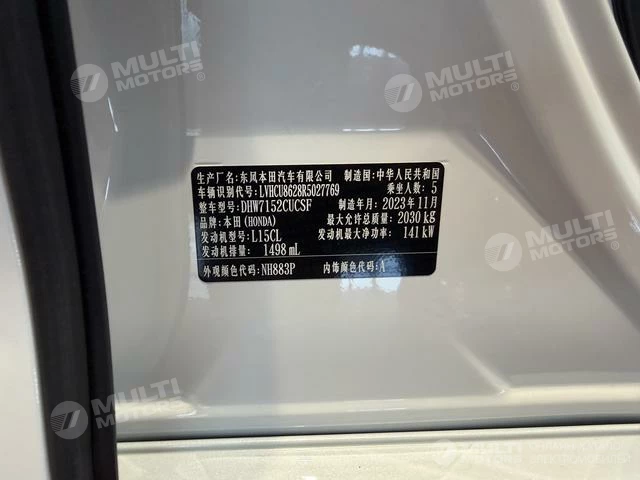 MULTI
MOTORS
MULTI
MOTORS
生产厂名:东风本田汽车有限公司 制造国:中华人民共和国
车辆识别代号:LVHCU8628R5027769 乘坐人数:5
整车型号:DHW7152CUCSF 制造年月:2023年11月
品牌:本田(HONDA) 最大允许总质量:2030kg
发动机型号:L15CL 发动机最大净功率:141kW
发动机排量:1498mL
外观颜色代码:NH883P 内饰颜色代码:A
MULTI
MOTORS
MULTI
MOTORS
MULTI
MOTORS
MULTI
MOTORS